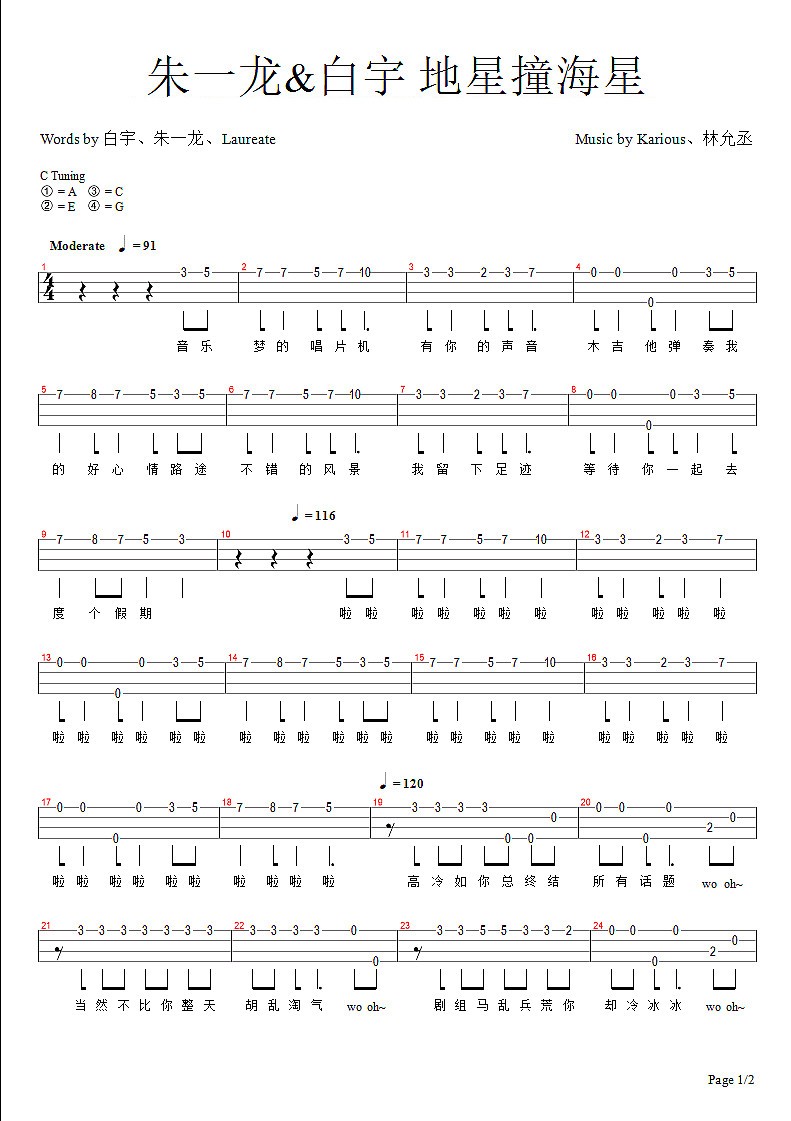 朱一龙&白宇 地星撞海星
Words by 白宇、朱一龙、Laureate
Music by Karious、林允丞
C Tuning
① = A ③ = C
② = E ④ = G
Moderate ♩ = 91
1 2 3 4
4/4 3 5 7 7 5 7 10 3 3 2 3 7 0 0 0 0 3 5
音 乐 梦 的 唱 片 机 有 你 的 声 音 木 吉 他 弹 奏 我
5 6 7 8
7 8 7 5 3 5 7 7 5 7 10 3 3 2 3 7 0 0 0 0 3 5
的 好 心 情 路 途 不 错 的 风 景 我 留 下 足 迹 等 待 你 一 起 去
♩ = 116
9 10 11 12
7 8 7 5 3 3 5 7 7 5 7 10 3 3 2 3 7
度 个 假 期 啦 啦 啦 啦 啦 啦 啦 啦 啦 啦 啦 啦
13 14 15 16
0 0 0 0 3 5 7 8 7 5 3 5 7 7 5 7 10 3 3 2 3 7
啦 啦 啦 啦 啦 啦 啦 啦 啦 啦 啦 啦 啦 啦 啦 啦 啦 啦 啦 啦 啦 啦
♩ = 120
17 18 19 20
0 0 0 0 3 5 7 8 7 5 3 3 3 3 0 0 0 0 0 0 0 2 0
啦 啦 啦 啦 啦 啦 啦 啦 啦 啦 高 冷 如 你 总 终 结 所 有 话 题 wo oh~
21 22 23 24
3 3 3 3 3 3 3 3 3 3 3 0 0 3 3 5 5 3 3 2 0 0 0 0 2 0
当 然 不 比 你 整 天 胡 乱 淘 气 wo oh~ 剧 组 马 乱 兵 荒 你 却 冷 冰 冰 wo oh~
Page 1/2